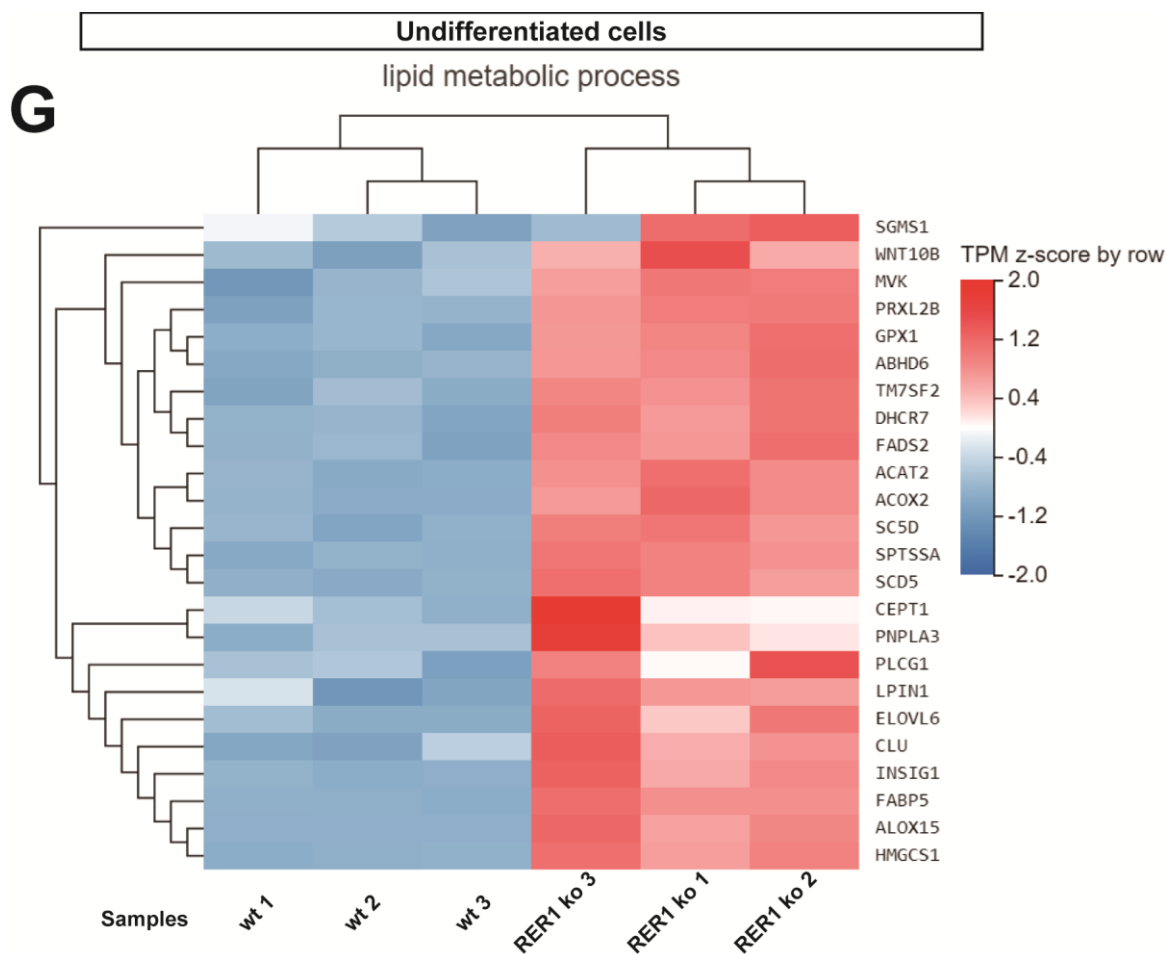 Undifferentiated cells
lipid metabolic process
G
SGMS1
WNT10B
MVK
PRXL2B
GPX1
ABHD6
TM7SF2
DHCR7
FADS2
ACAT2
ACOX2
SC5D
SPTSSA
SCD5
CEPT1
PNPLA3
PLCG1
LPIN1
ELOVL6
CLU
INSIG1
FABP5
ALOX15
HMGCS1
TPM z-score by row
2.0
1.2
0.4
-0.4
-1.2
-2.0
Samples
wt 1
wt 2
wt 3
RER1 ko 3
RER1 ko 1
RER1 ko 2